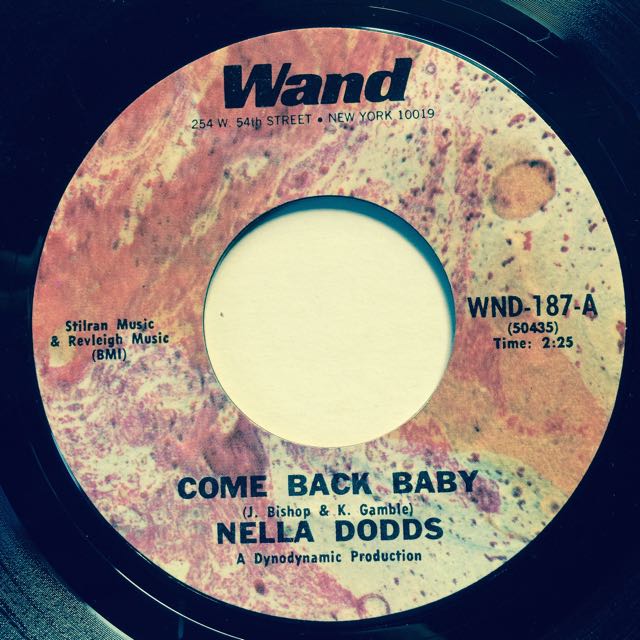 Wand
254 W. 54th STREET • NEW YORK 10019
WND-187-A
(50435)
Time: 2:25
Stilran Music
& Revleigh Music
(BMI)
COME BACK BABY
(J. Bishop & K. Gamble)
NELLA DODDS
A Dynodynamic Production